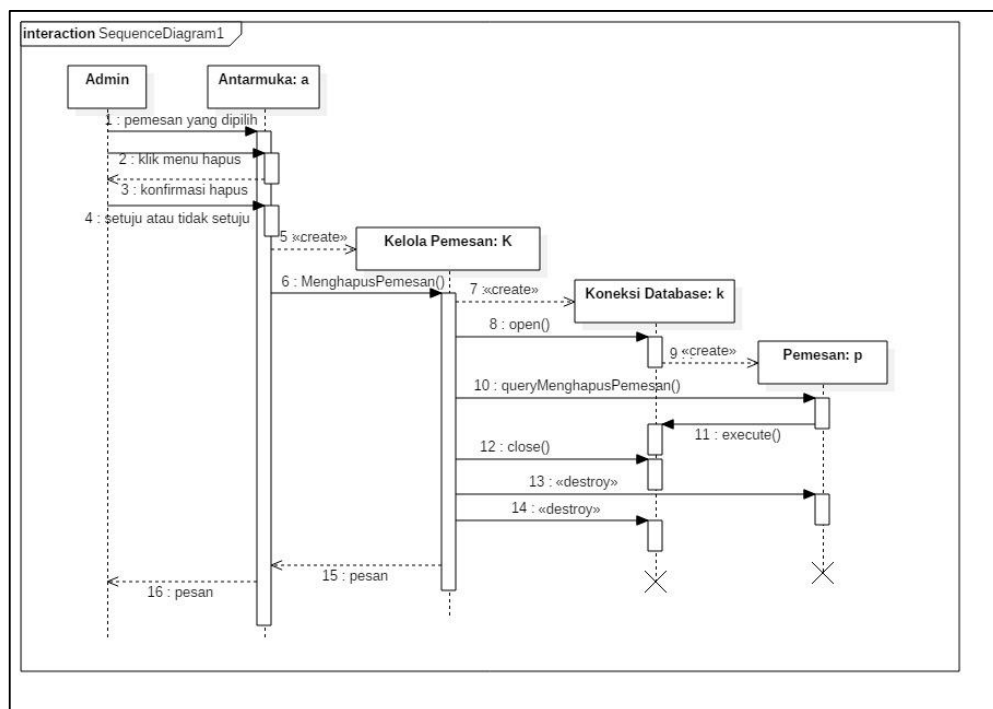 interaction SequenceDiagram1
Admin
Antarmuka: a
1 : pemesan yang dipilih
2 : klik menu hapus
3 : konfirmasi hapus
4 : setuju atau tidak setuju
5 : «create»
Kelola Pemesan: K
6 : MenghapusPemesan()
7 : «create»
Koneksi Database: k
8 : open()
9 : «create»
Pemesan: p
10 : queryMenghapusPemesan()
11 : execute()
12 : close()
13 : «destroy»
14 : «destroy»
15 : pesan
16 : pesan